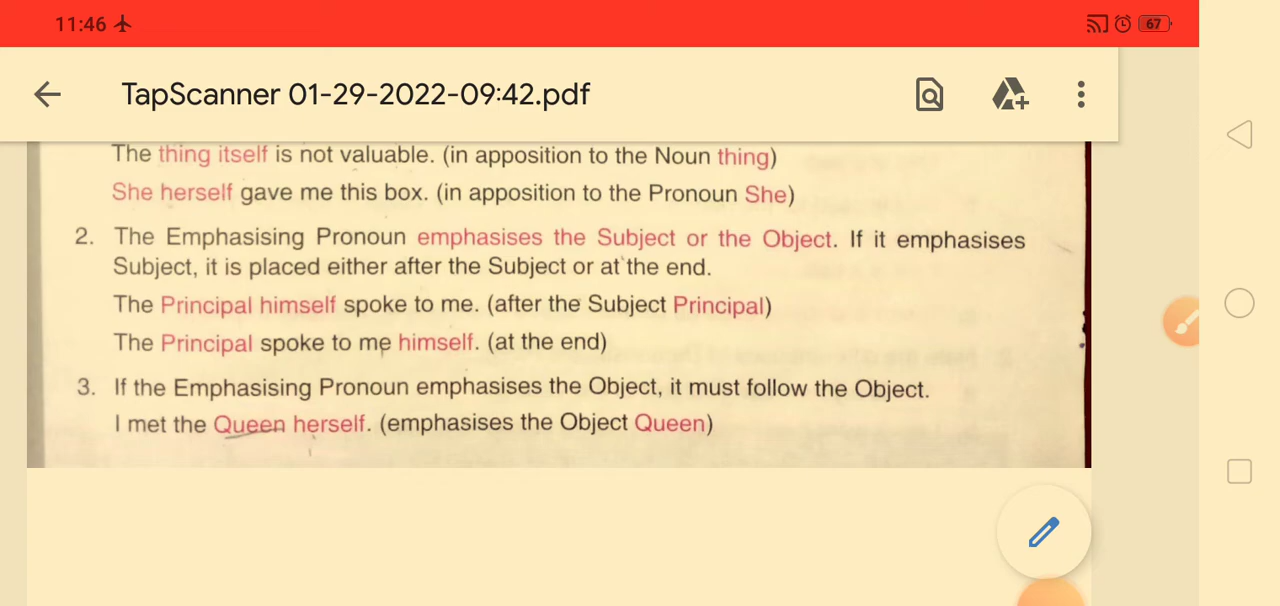 11:46
67
TapScanner 01-29-2022-09:42.pdf
The thing itself is not valuable. (in apposition to the Noun thing)
She herself gave me this box. (in apposition to the Pronoun She)
2. The Emphasising Pronoun emphasises the Subject or the Object. If it emphasises
Subject, it is placed either after the Subject or at the end.
The Principal himself spoke to me. (after the Subject Principal)
The Principal spoke to me himself. (at the end)
3. If the Emphasising Pronoun emphasises the Object, it must follow the Object.
I met the Queen herself. (emphasises the Object Queen)